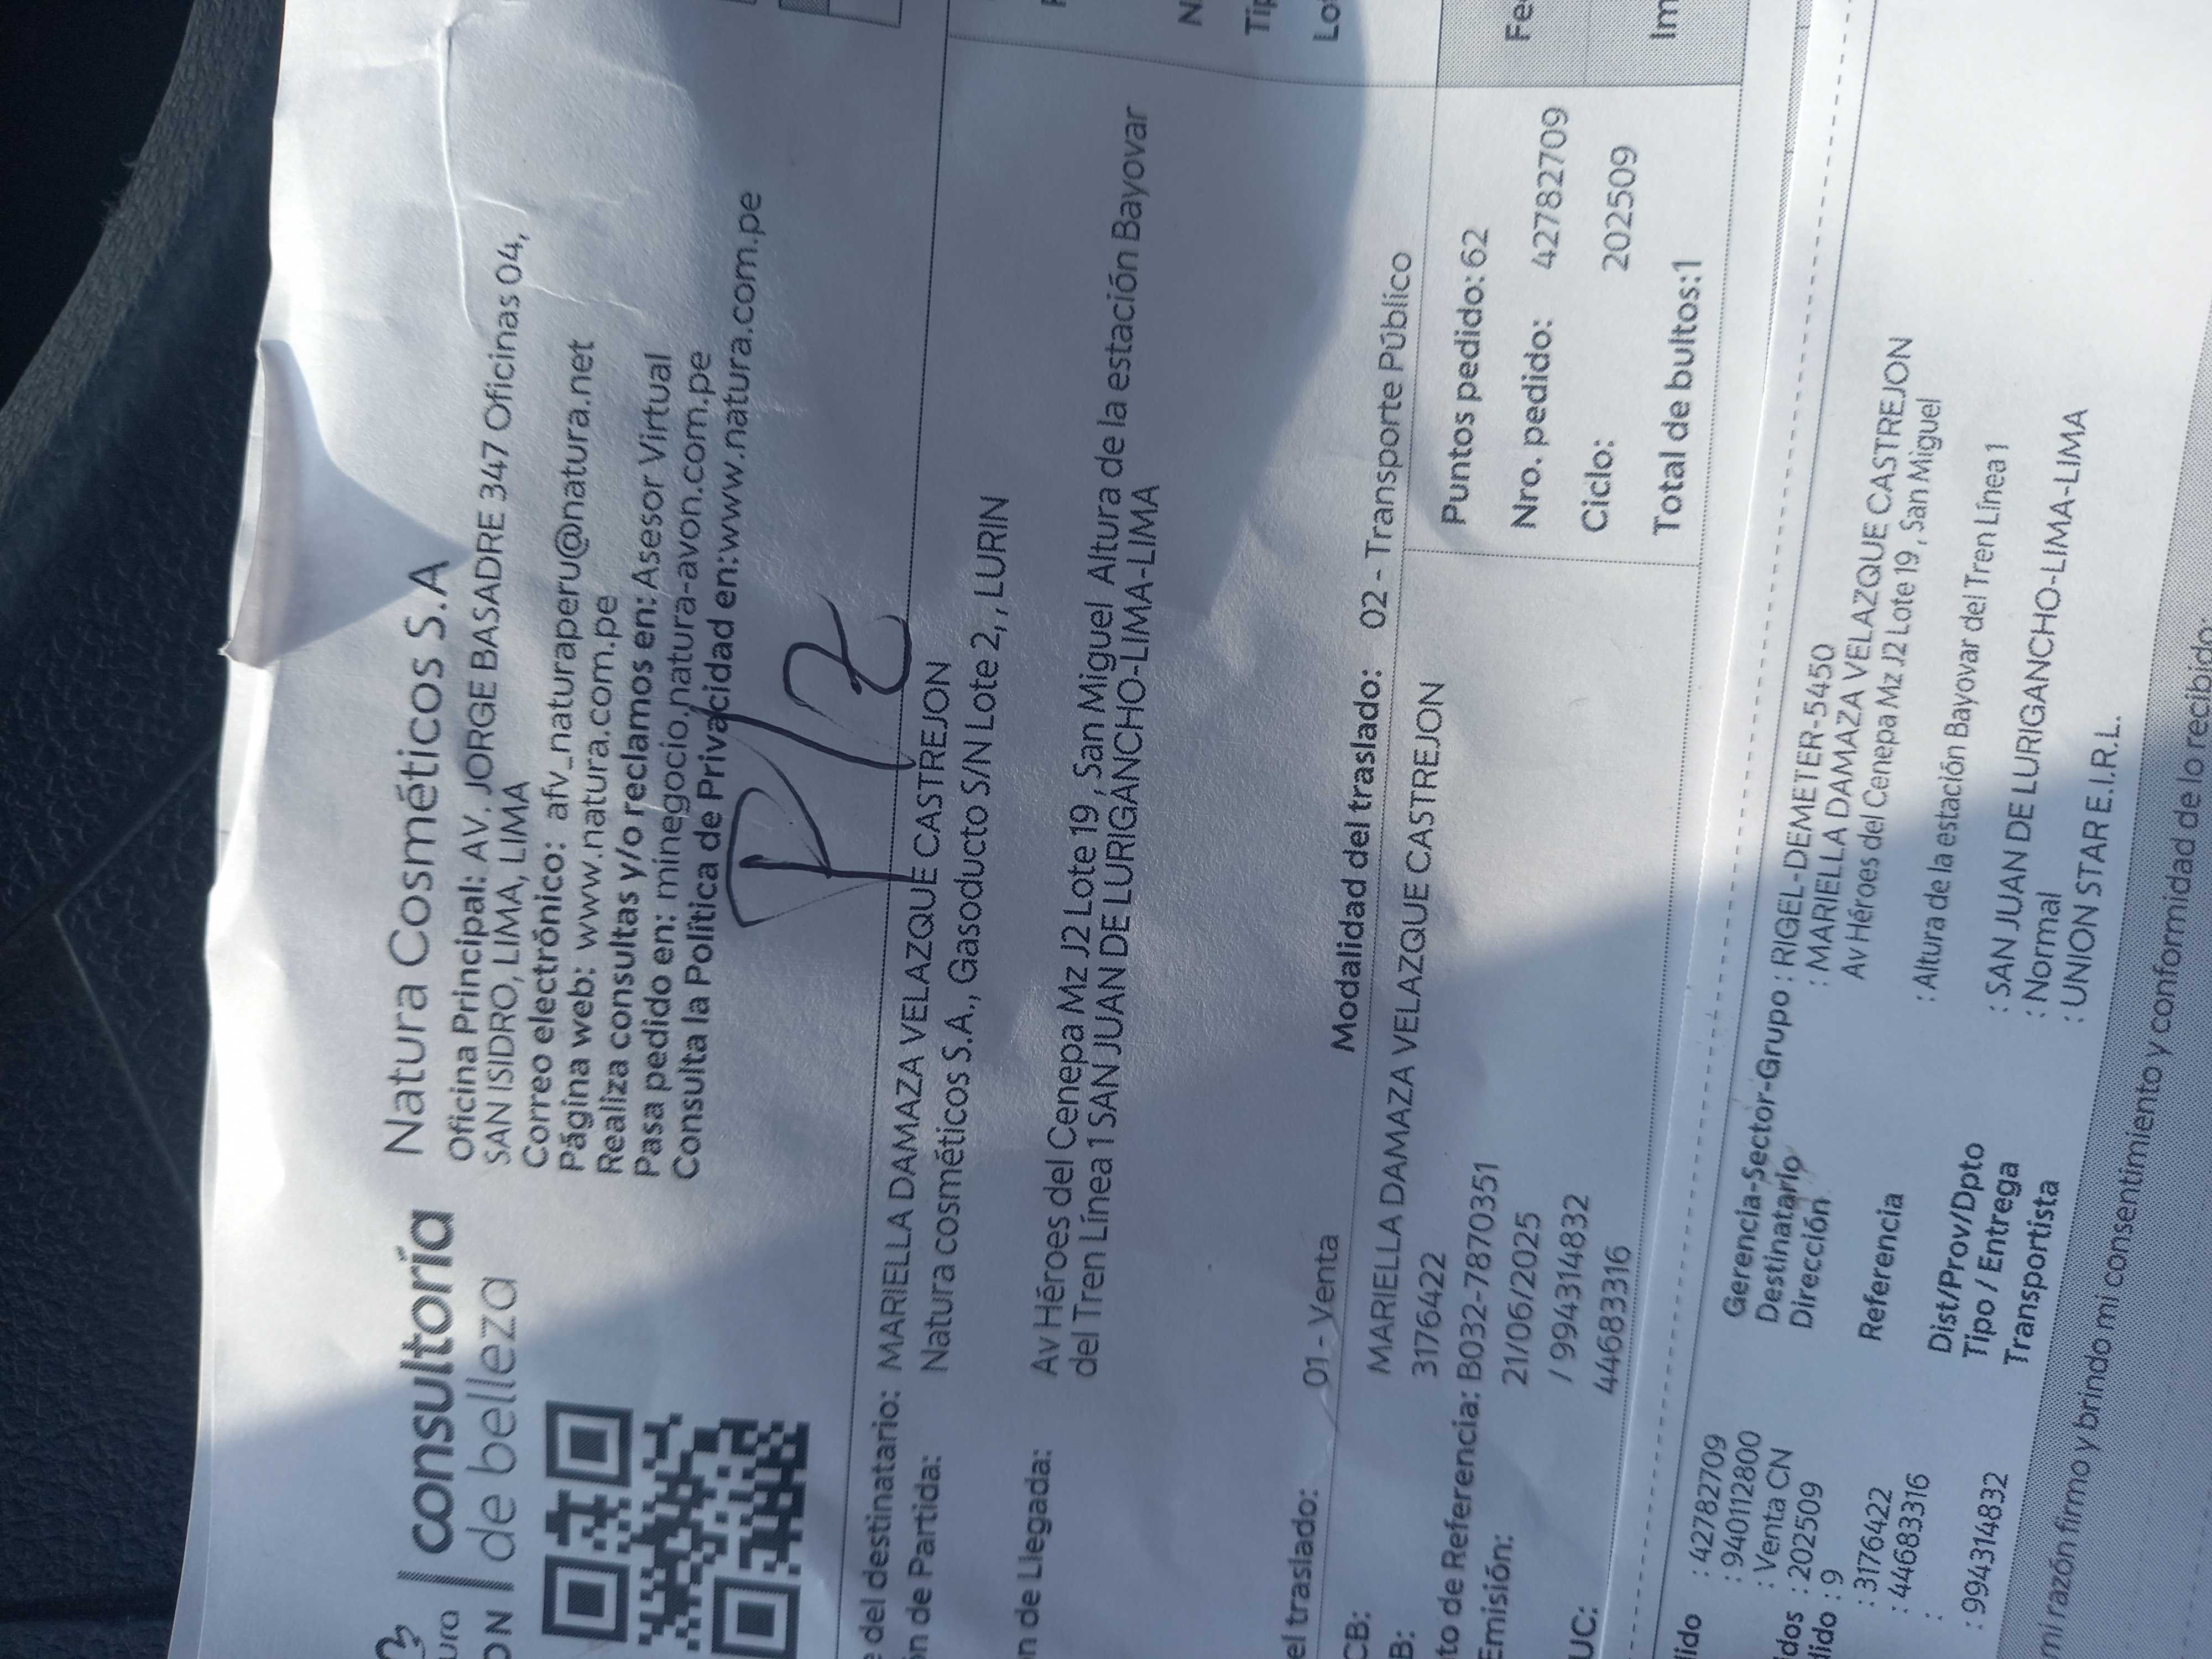 consultoría
de belleza
Natura Cosméticos S.A
Oficina Principal: AV. JORGE BASADRE 347 Oficinas 04,
SAN ISIDRO, LIMA, LIMA
Correo electrónico: afv_naturaperu@natura.net
Página web: www.natura.com.pe
Realiza consultas y/o reclamos en: Asesor Virtual
Pasa pedido en: minegocio.natura-avon.com.pe
Consulta la Política de Privacidad en:www.natura.com.pe
del destinatario: MARIELLA DAMAZA VELAZQUE CASTREJON
de Partida: Natura cosméticos S.A., Gasoducto S/N Lote 2, , LURIN
de Llegada: Av Héroes del Cenepa Mz J2 Lote 19 , San Miguel Altura de la estación Bayovar
del Tren Línea 1 SAN JUAN DE LURIGANCHO-LIMA-LIMA
traslado: 01 - Venta Modalidad del traslado: 02 - Transporte Público
CB: MARIELLA DAMAZA VELAZQUE CASTREJON
B: 3176422
to de Referencia: B032-7870351
Emisión: 21/06/2025
/ 994314832
UC: 44683316
Puntos pedido: 62
Nro. pedido: 42782709
Ciclo: 202509
Total de bultos:1
: 42782709
: 940112800
: Venta CN
: 202509
: 9
: 3176422
: 44683316
:
: 994314832
Gerencia-Sector-Grupo : RIGEL-DEMETER-5450
Destinatario : MARIELLA DAMAZA VELAZQUE CASTREJON
Dirección Av Héroes del Cenepa Mz J2 Lote 19 , San Miguel
Referencia : Altura de la estación Bayovar del Tren Línea 1
Dist/Prov/Dpto : SAN JUAN DE LURIGANCHO-LIMA-LIMA
Tipo / Entrega : Normal
Transportista : UNION STAR E.I.R.L.
mi razón firmo y brindo mi consentimiento y conformidad de lo recibido